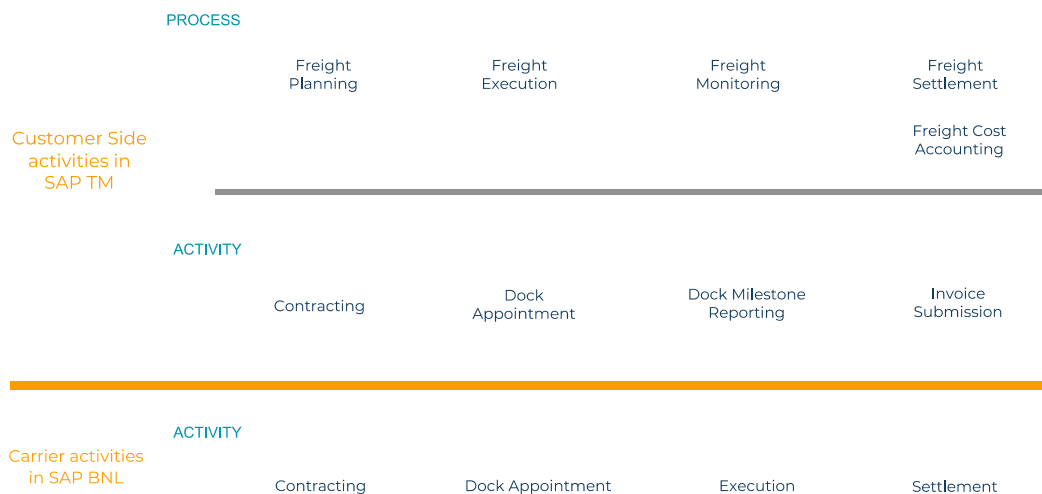 PROCESS
Freight
Planning
Freight
Execution
Freight
Monitoring
Freight
Settlement
Freight Cost
Accounting
Customer Side
activities in
SAP TM
ACTIVITY
Contracting
Dock
Appointment
Dock Milestone
Reporting
Invoice
Submission
ACTIVITY
Carrier activities
in SAP BNL
Contracting
Dock Appointment
Execution
Settlement